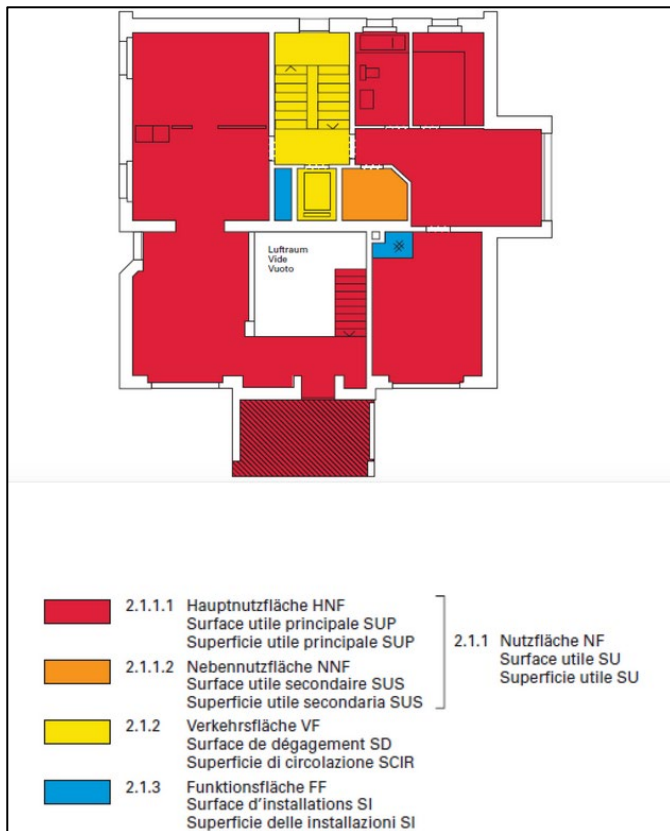 Luftraum
Vide
Vuoto
2.1.1.1 Hauptnutzfläche HNF
Surface utile principale SUP
Superficie utile principale SUP
2.1.1.2 Nebennutzfläche NNF
Surface utile secondaire SUS
Superficie utile secondaria SUS
2.1.1 Nutzfläche NF
Surface utile SU
Superficie utile SU
2.1.2 Verkehrsfläche VF
Surface de dégagement SD
Superficie di circolazione SCIR
2.1.3 Funktionsfläche FF
Surface d'installations SI
Superficie delle installazioni SI